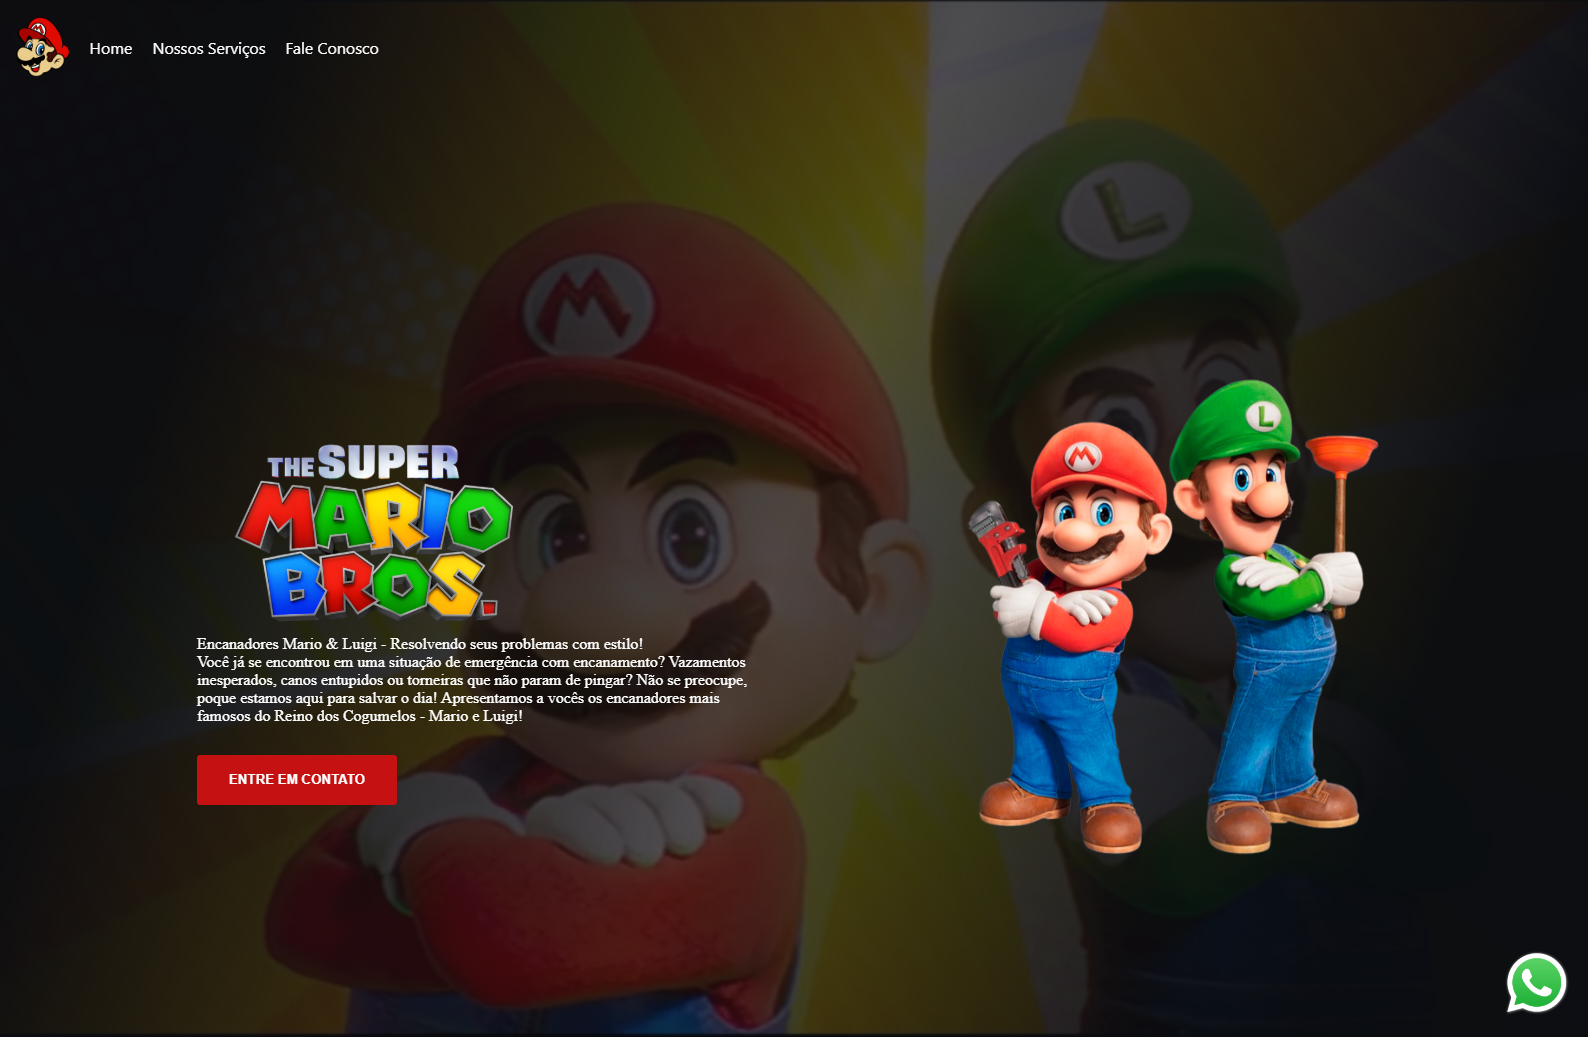 Home Nossos Serviços Fale Conosco
M
L
THE SUPER
MARIO
BROS.
M
L
Encanadores Mario & Luigi - Resolvendo seus problemas com estilo!
Você já se encontrou em uma situação de emergência com encanamento? Vazamentos
inesperados, canos entupidos ou torneiras que não param de pingar? Não se preocupe,
poque estamos aqui para salvar o dia! Apresentamos a vocês os encanadores mais
famosos do Reino dos Cogumelos - Mario e Luigi!
ENTRE EM CONTATO